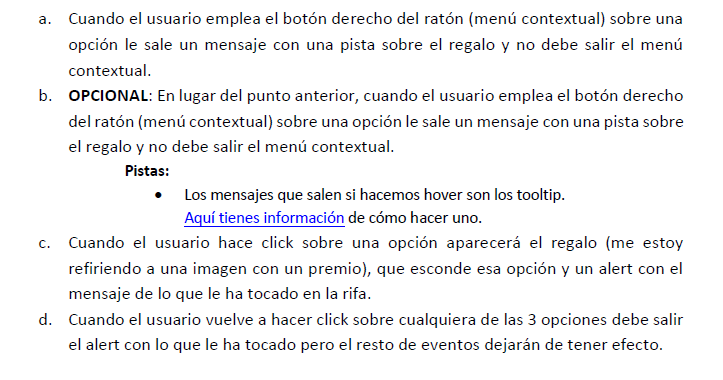 a. Cuando el usuario emplea el botón derecho del ratón (menú contextual) sobre una
opción le sale un mensaje con una pista sobre el regalo y no debe salir el menú
contextual.
b. OPCIONAL: En lugar del punto anterior, cuando el usuario emplea el botón derecho
del ratón (menú contextual) sobre una opción le sale un mensaje con una pista sobre
el regalo y no debe salir el menú contextual.
Pistas:
• Los mensajes que salen si hacemos hover son los tooltip.
Aquí tienes información de cómo hacer uno.
c. Cuando el usuario hace click sobre una opción aparecerá el regalo (me estoy
refiriendo a una imagen con un premio), que esconde esa opción y un alert con el
mensaje de lo que le ha tocado en la rifa.
d. Cuando el usuario vuelve a hacer click sobre cualquiera de las 3 opciones debe salir
el alert con lo que le ha tocado pero el resto de eventos dejarán de tener efecto.